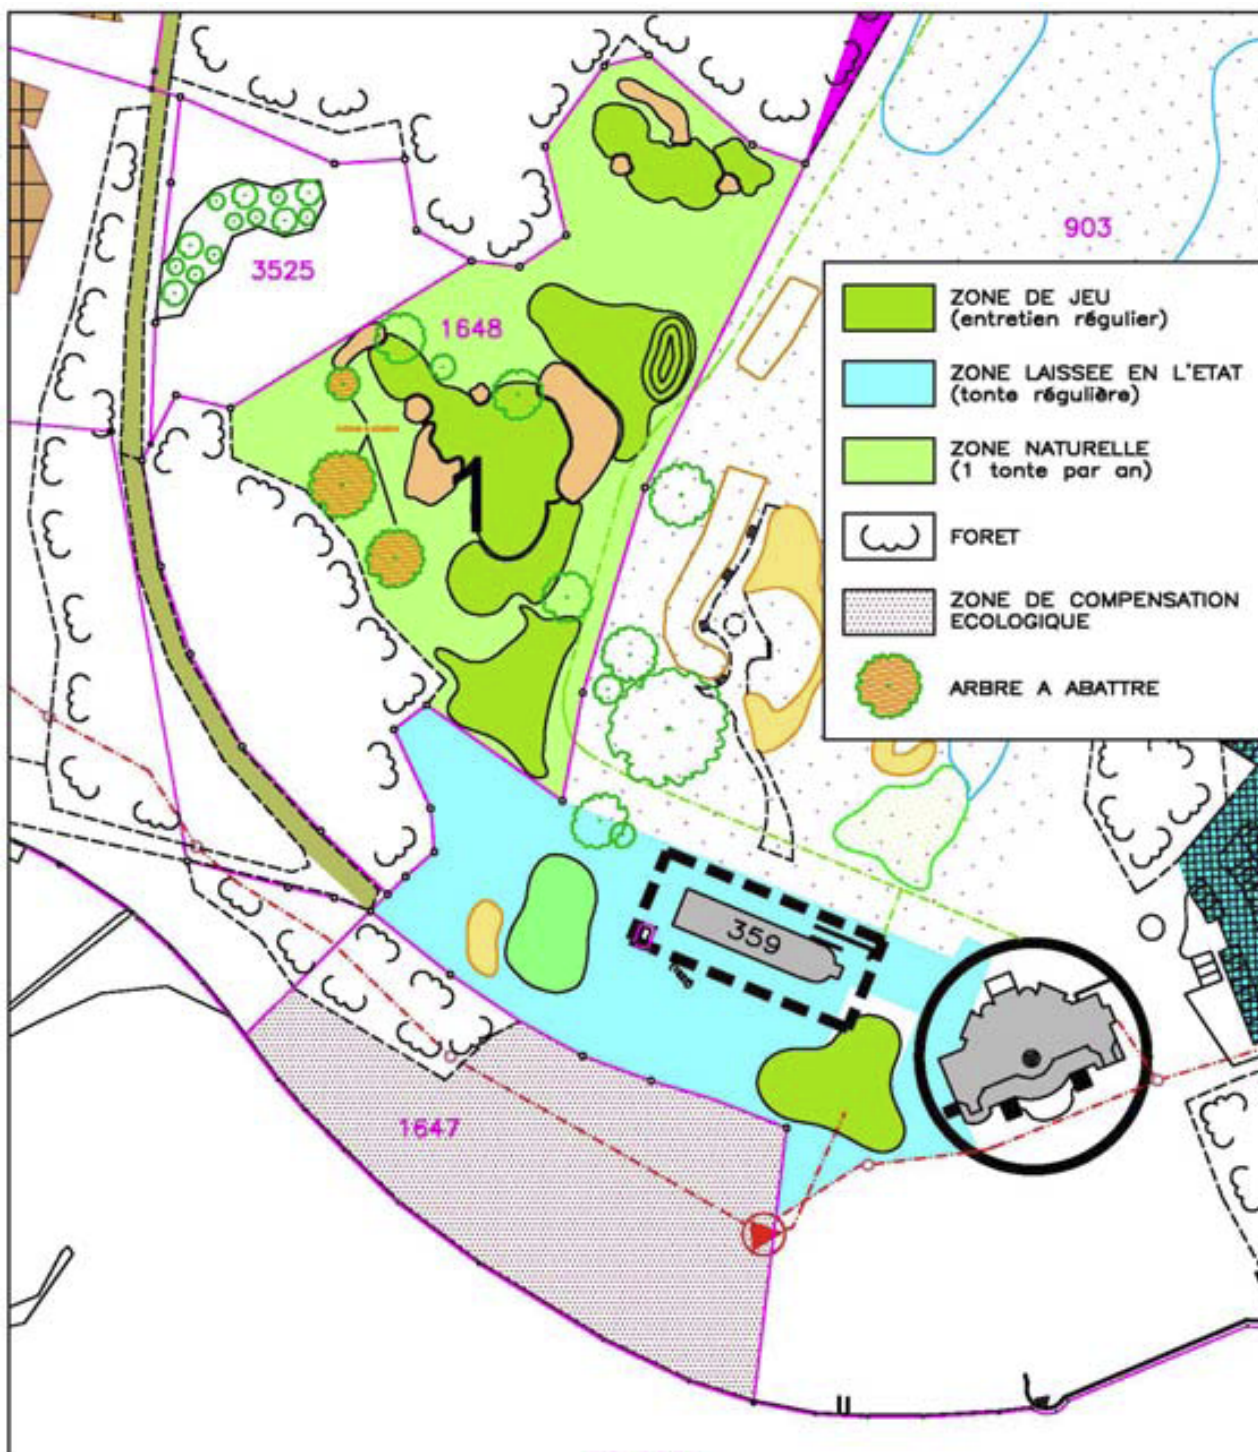 903
3525
1648
ZONE DE JEU
(entretien régulier)
ZONE LAISSEE EN L'ETAT
(tonte régulière)
ZONE NATURELLE
(1 tonte par an)
FORET
ZONE DE COMPENSATION
ECOLOGIQUE
ARBRE A ABATTRE
359
1647